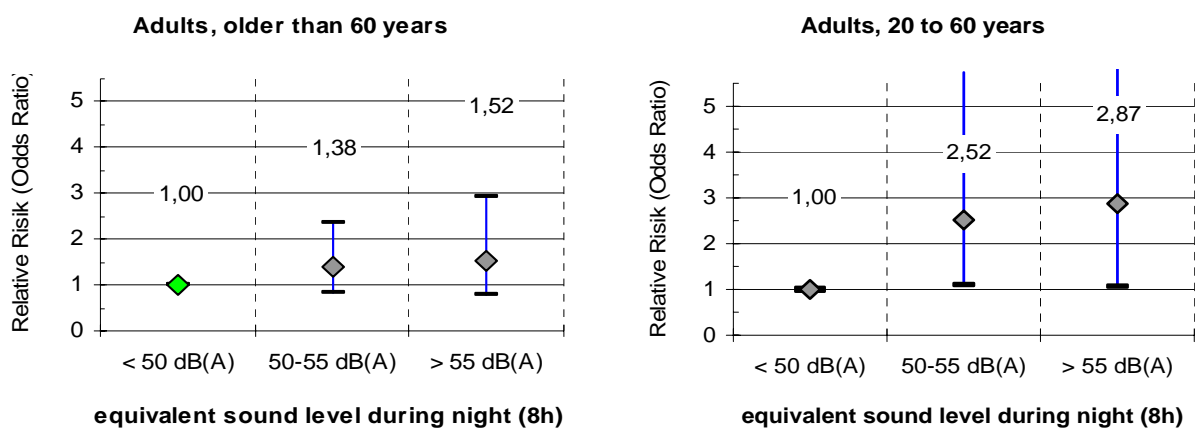 Adults, older than 60 years
Relative Risik (Odds Ratio)
5
4
3
2
1
0
1,00
1,38
1,52
< 50 dB(A) 50-55 dB(A) > 55 dB(A)
equivalent sound level during night (8h)
Adults, 20 to 60 years
Relative Risik (Odds Ratio)
5
4
3
2
1
0
1,00
2,52
2,87
< 50 dB(A) 50-55 dB(A) > 55 dB(A)
equivalent sound level during night (8h)